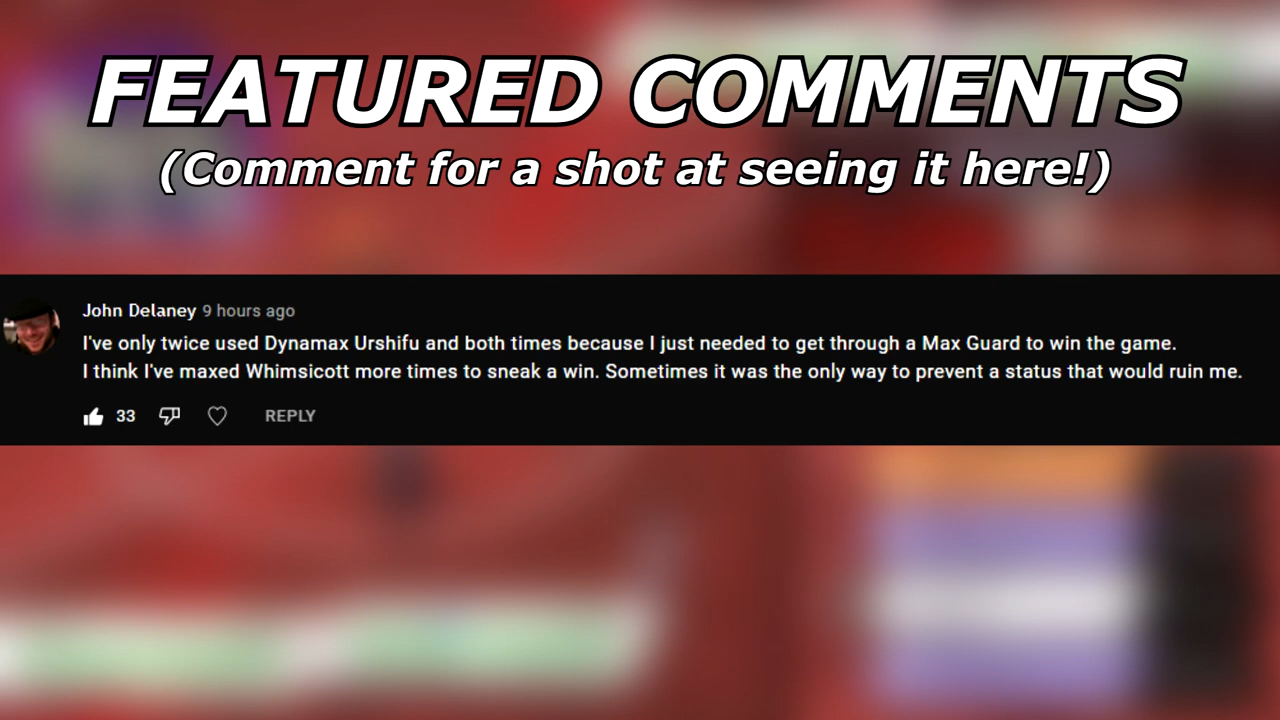 FEATURED COMMENTS
(Comment for a shot at seeing it here!)
John Delaney 9 hours ago
I've only twice used Dynamax Urshifu and both times because I just needed to get through a Max Guard to win the game.
I think I've maxed Whimsicott more times to sneak a win. Sometimes it was the only way to prevent a status that would ruin me.
33 REPLY